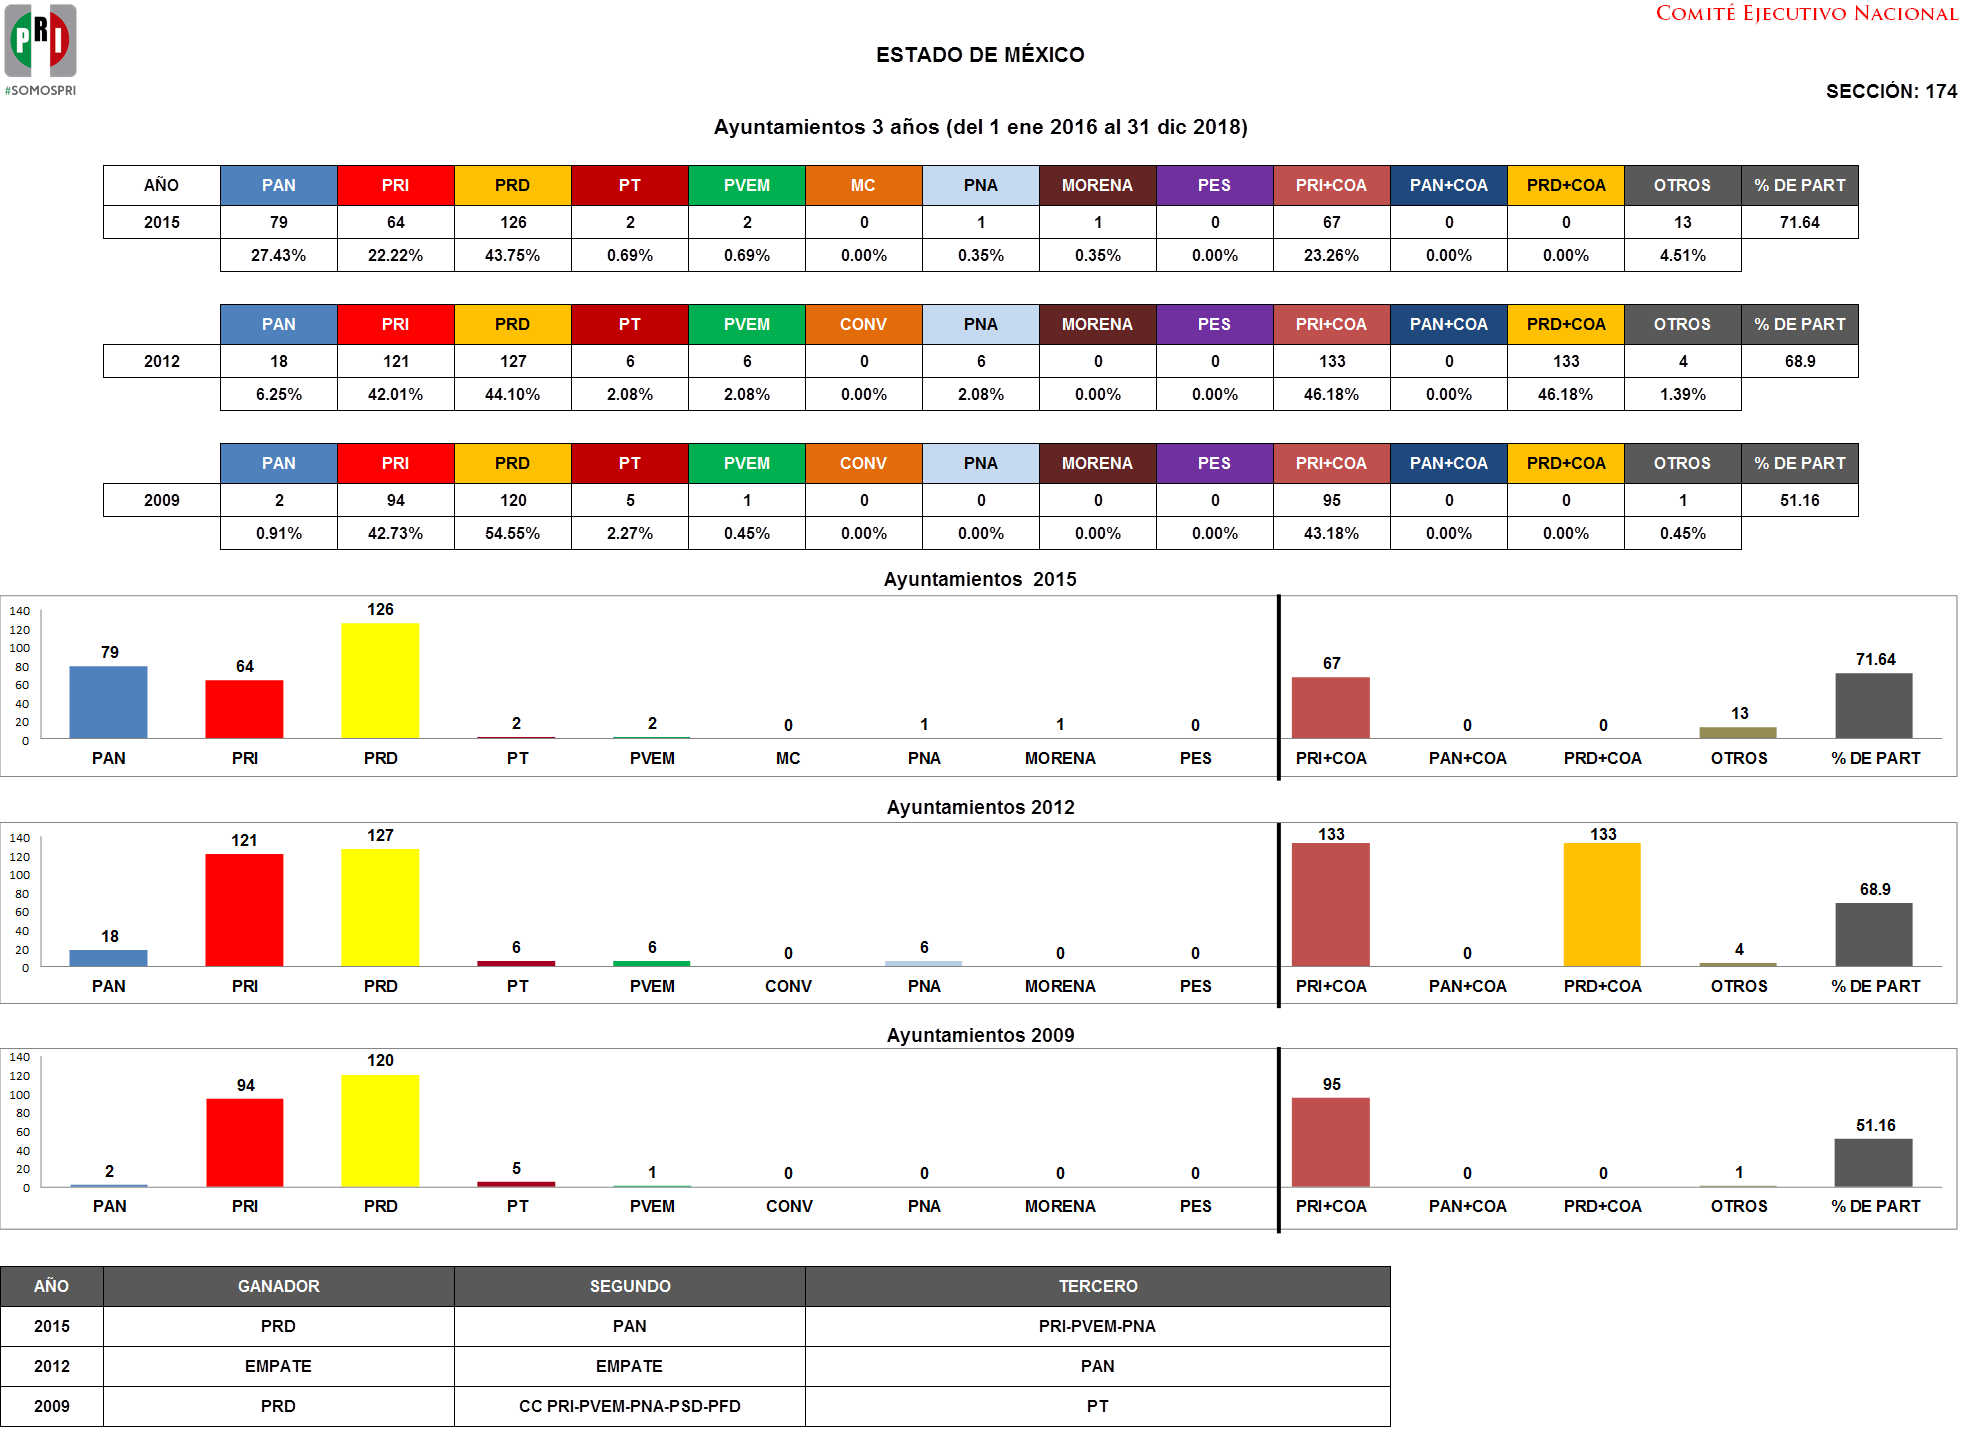 COMITÉ EJECUTIVO NACIONAL
PRI
#SOMOSPRI
ESTADO DE MÉXICO
SECCIÓN: 174
Ayuntamientos 3 años (del 1 ene 2016 al 31 dic 2018)
AÑO PAN PRI PRD PT PVEM MC PNA MORENA PES PRI+COA PAN+COA PRD+COA OTROS % DE PART
2015 79 64 126 2 2 0 1 1 0 67 0 0 13 71.64
27.43% 22.22% 43.75% 0.69% 0.69% 0.00% 0.35% 0.35% 0.00% 23.26% 0.00% 0.00% 4.51%
PAN PRI PRD PT PVEM CONV PNA MORENA PES PRI+COA PAN+COA PRD+COA OTROS % DE PART
2012 18 121 127 6 6 0 6 0 0 133 0 133 4 68.9
6.25% 42.01% 44.10% 2.08% 2.08% 0.00% 2.08% 0.00% 0.00% 46.18% 0.00% 46.18% 1.39%
PAN PRI PRD PT PVEM CONV PNA MORENA PES PRI+COA PAN+COA PRD+COA OTROS % DE PART
2009 2 94 120 5 1 0 0 0 0 95 0 0 1 51.16
0.91% 42.73% 54.55% 2.27% 0.45% 0.00% 0.00% 0.00% 0.00% 43.18% 0.00% 0.00% 0.45%
Ayuntamientos 2015
140
120
100
80
60
40
20
0
79 64 126 2 2 0 1 1 0 67 0 0 13 71.64
PAN PRI PRD PT PVEM MC PNA MORENA PES PRI+COA PAN+COA PRD+COA OTROS % DE PART
Ayuntamientos 2012
140
120
100
80
60
40
20
0
18 121 127 6 6 0 6 0 0 133 0 133 4 68.9
PAN PRI PRD PT PVEM CONV PNA MORENA PES PRI+COA PAN+COA PRD+COA OTROS % DE PART
Ayuntamientos 2009
140
120
100
80
60
40
20
0
2 94 120 5 1 0 0 0 0 95 0 0 1 51.16
PAN PRI PRD PT PVEM CONV PNA MORENA PES PRI+COA PAN+COA PRD+COA OTROS % DE PART
AÑO GANADOR SEGUNDO TERCERO
2015 PRD PAN PRI-PVEM-PNA
2012 EMPATE EMPATE PAN
2009 PRD CC PRI-PVEM-PNA-PSD-PFD PT